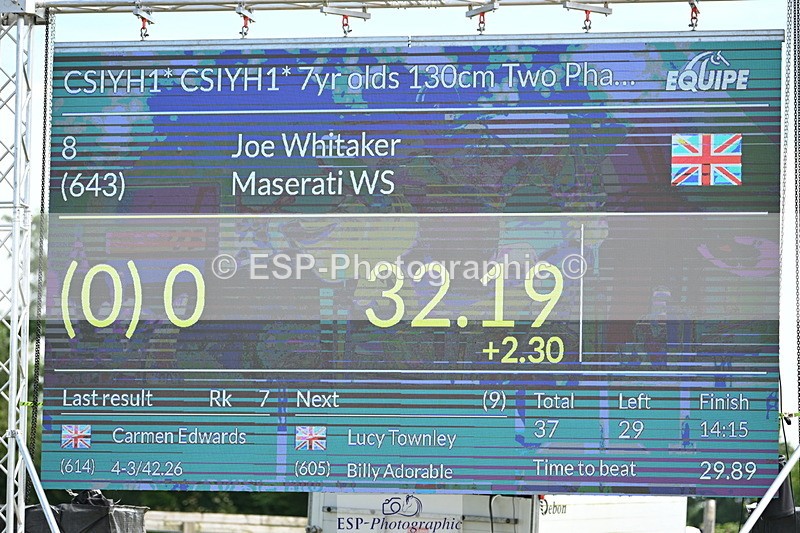 CSIYH1* CSIYH1* 7yr olds 130cm Two Pha...
EQUIPE
8 Joe Whitaker
(643) Maserati WS
© ESP-Photographic ©
(0) 0 32.19
+2.30
Last result Rk 7 Next (9) Total Left Finish
Carmen Edwards Lucy Townley 37 29 14:15
(614) 4-3/42.26 (605) Billy Adorable Time to beat 29.89
ESP-Photographic